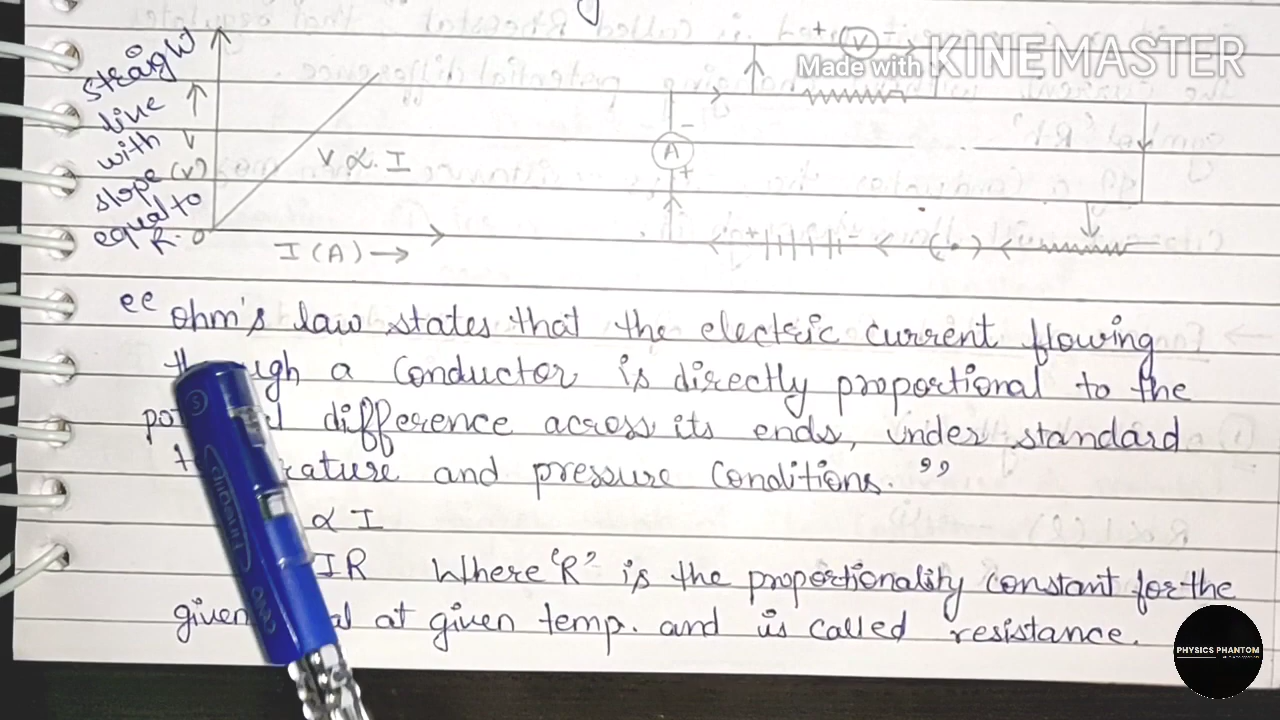 straight
line
with
slope (V)
equal to
R. O
V ∝ I
I (A) →
+ V
Made with KINEMASTER
-
A
+
+ -
(•)
“ ohm's law states that the electric current flowing
a conductor is directly proportional to the
difference across its ends, under standard
and pressure conditions.”
∝ I
IR Where 'R' is the proportionality constant for the
given at given temp. and is called resistance.
PHYSICS PHANTOM